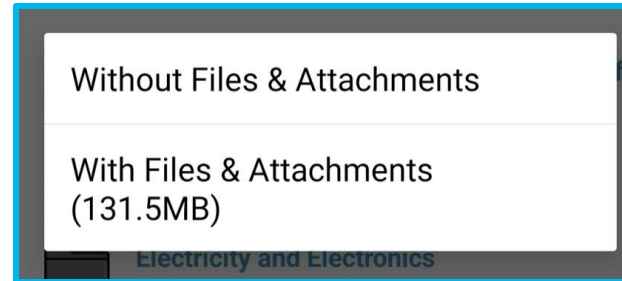 Without Files & Attachments
With Files & Attachments
(131.5MB)
Electricity and Electronics